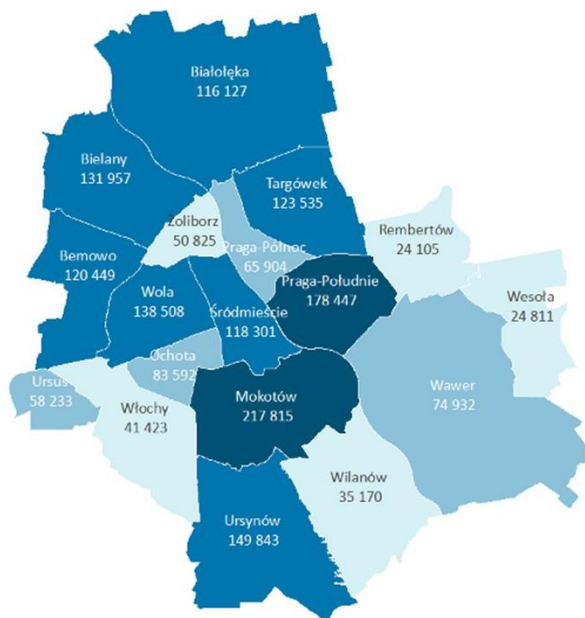 Białołęka
116 127
Bielany
131 957
Targówek
123 535
Żoliborz
50 825
Rembertów
24 105
Praga-Północ
65 904
Bemowo
120 449
Praga-Południe
178 447
Wola
138 508
Śródmieście
118 301
Wesoła
24 811
Ochota
83 592
Ursus
58 233
Wawer
74 932
Włochy
41 423
Mokotów
217 815
Wilanów
35 170
Ursynów
149 843